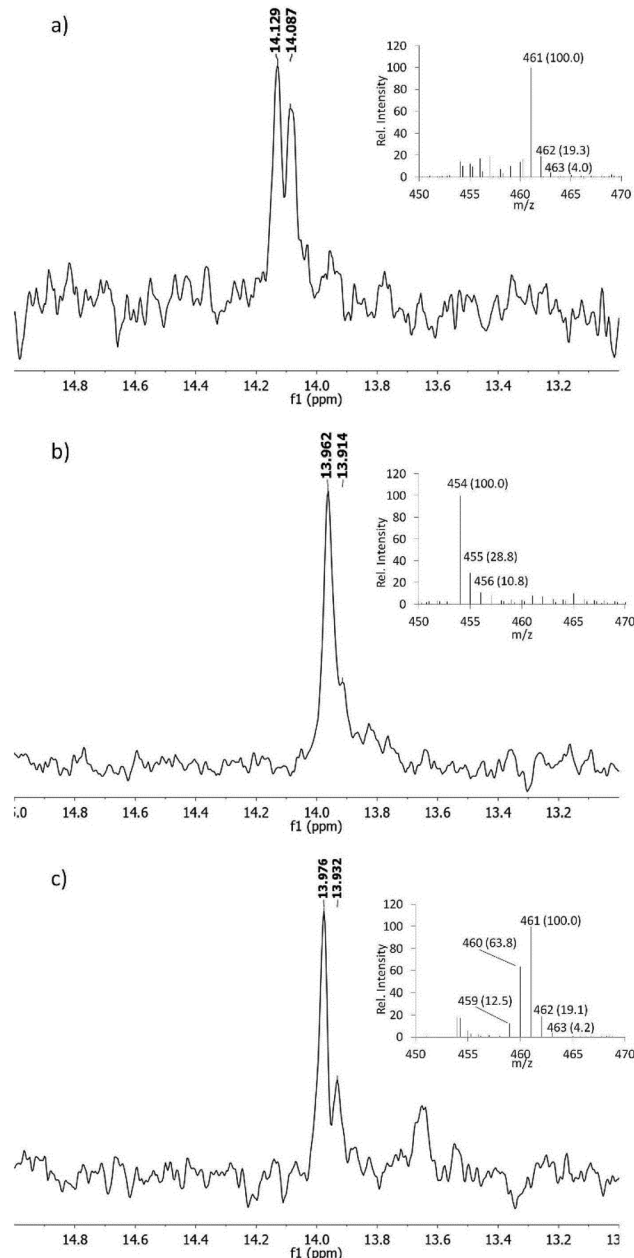 a)
14.129
14.087
120
100
80
60
40
20
0
Rel. Intensity
461 (100.0)
462 (19.3)
463 (4.0)
450 455 460 465 470
m/z
14.8 14.6 14.4 14.2 14.0 13.8 13.6 13.4 13.2
f1 (ppm)
b)
13.962
13.914
120
100
80
60
40
20
0
Rel. Intensity
454 (100.0)
455 (28.8)
456 (10.8)
450 455 460 465 470
m/z
5.0 14.8 14.6 14.4 14.2 14.0 13.8 13.6 13.4 13.2
f1 (ppm)
c)
13.976
13.932
120
100
80
60
40
20
0
Rel. Intensity
461 (100.0)
460 (63.8)
459 (12.5)
462 (19.1)
463 (4.2)
450 455 460 465 470
m/z
14.8 14.6 14.4 14.2 14.0 13.8 13.6 13.4 13.2 13
f1 (ppm)